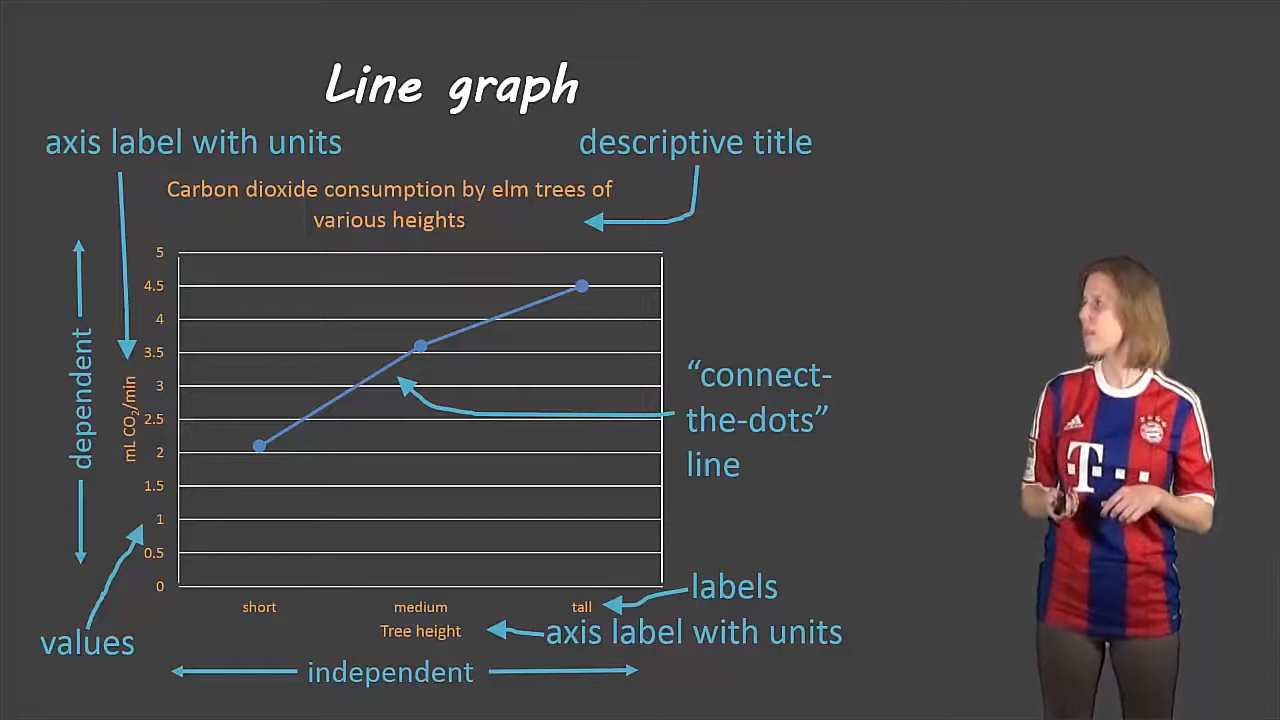 Line graph
axis label with units
descriptive title
Carbon dioxide consumption by elm trees of
various heights
5
4.5
4
3.5
3
2.5
2
1.5
1
0.5
0
dependent
mL CO₂/min
"connect-
the-dots"
line
short medium tall
labels
Tree height
axis label with units
values
independent
T